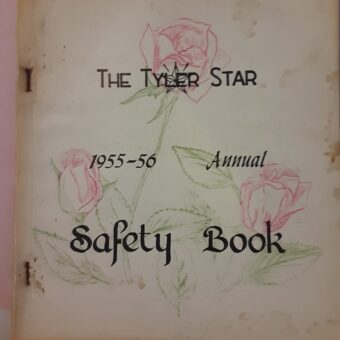 THE TYLER STAR
1955-56 Annual
Safety Book